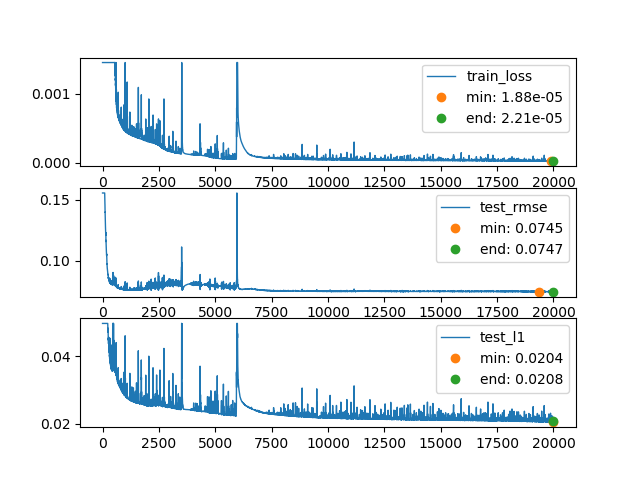 0.001
0.000
train_loss
min: 1.88e-05
end: 2.21e-05
0 2500 5000 7500 10000 12500 15000 17500 20000
0.15
0.10
test_rmse
min: 0.0745
end: 0.0747
0 2500 5000 7500 10000 12500 15000 17500 20000
0.04
0.02
test_l1
min: 0.0204
end: 0.0208
0 2500 5000 7500 10000 12500 15000 17500 20000